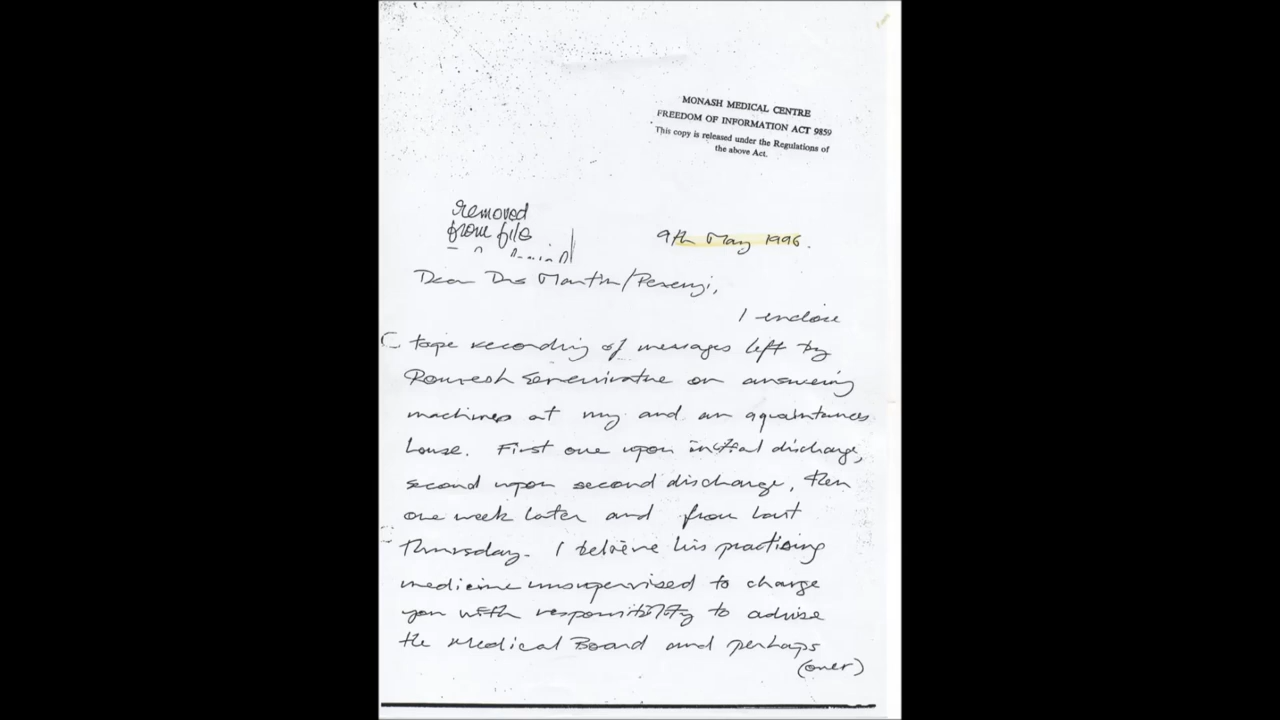 MONASH MEDICAL CENTRE
FREEDOM OF INFORMATION ACT 9859
This copy is released under the Regulations of
the above Act.
removed
from file
9th May 1996.
Dear Drs Martin/
I enclose
tape recording of messages left by
on answering
machines at my and an aquaintances
house. First one upon initial discharge,
second upon second discharge, then
one week later and from last
Thursday. I believe his practising
medicine unsupervised to charge
you with responsibility to advise
the Medical Board and perhaps
(over)